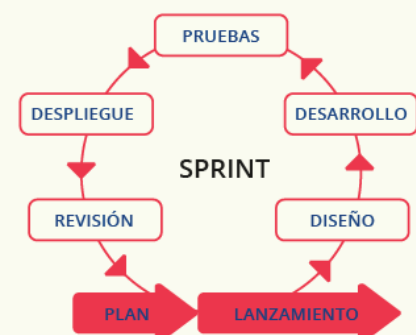 PRUEBAS
DESPLIEGUE
DESARROLLO
SPRINT
REVISIÓN
DISEÑO
PLAN
LANZAMIENTO